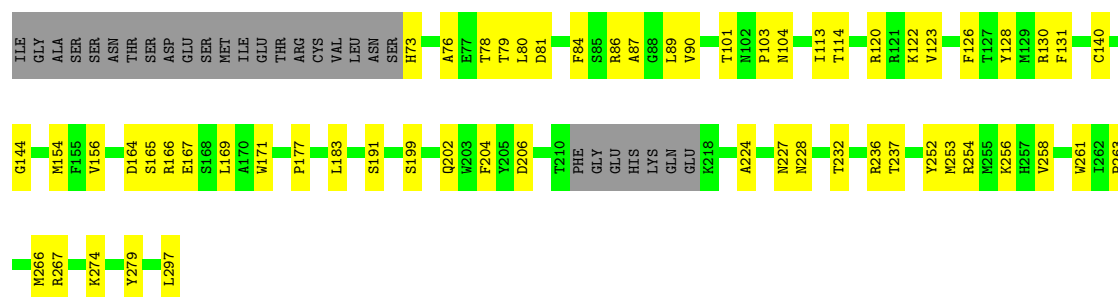 ILE GLY ALA SER SER ASN THR SER ASP GLU SER MET ILE GLU THR ARG CYS VAL LEU ASN SER H73 A76 E77 T78 T79 L80 D81 F84 S85 R86 A87 G88 L89 V90 T101 N102 P103 N104 I113 T114 R120 R121 K122 V123 F126 T127 Y128 M129 R130 F131 C140
G144 M154 F155 V156 D164 S165 R166 E167 S168 L169 A170 W171 P177 L183 S191 S199 Q202 W203 F204 Y205 D206 T210 PHE GLY GLU HIS LYS GLN GLU K218 A224 N227 N228 T232 R236 T237 Y252 M253 R254 M255 K256 H257 V258 W261 I262
M266 R267 K274 Y279 L297